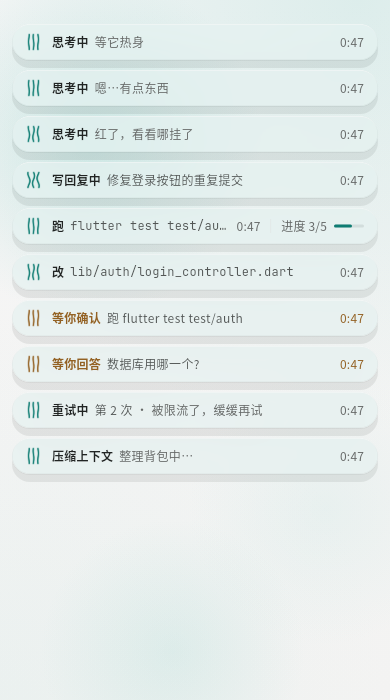 思考中 等它热身 0:47
思考中 嗯…有点东西 0:47
思考中 红了，看看哪挂了 0:47
写回复中 修复登录按钮的重复提交 0:47
跑 flutter test test/au… 0:47 进度 3/5
改 lib/auth/login_controller.dart 0:47
等你确认 跑 flutter test test/auth 0:47
等你回答 数据库用哪一个? 0:47
重试中 第 2 次 · 被限流了，缓缓再试 0:47
压缩上下文 整理背包中… 0:47